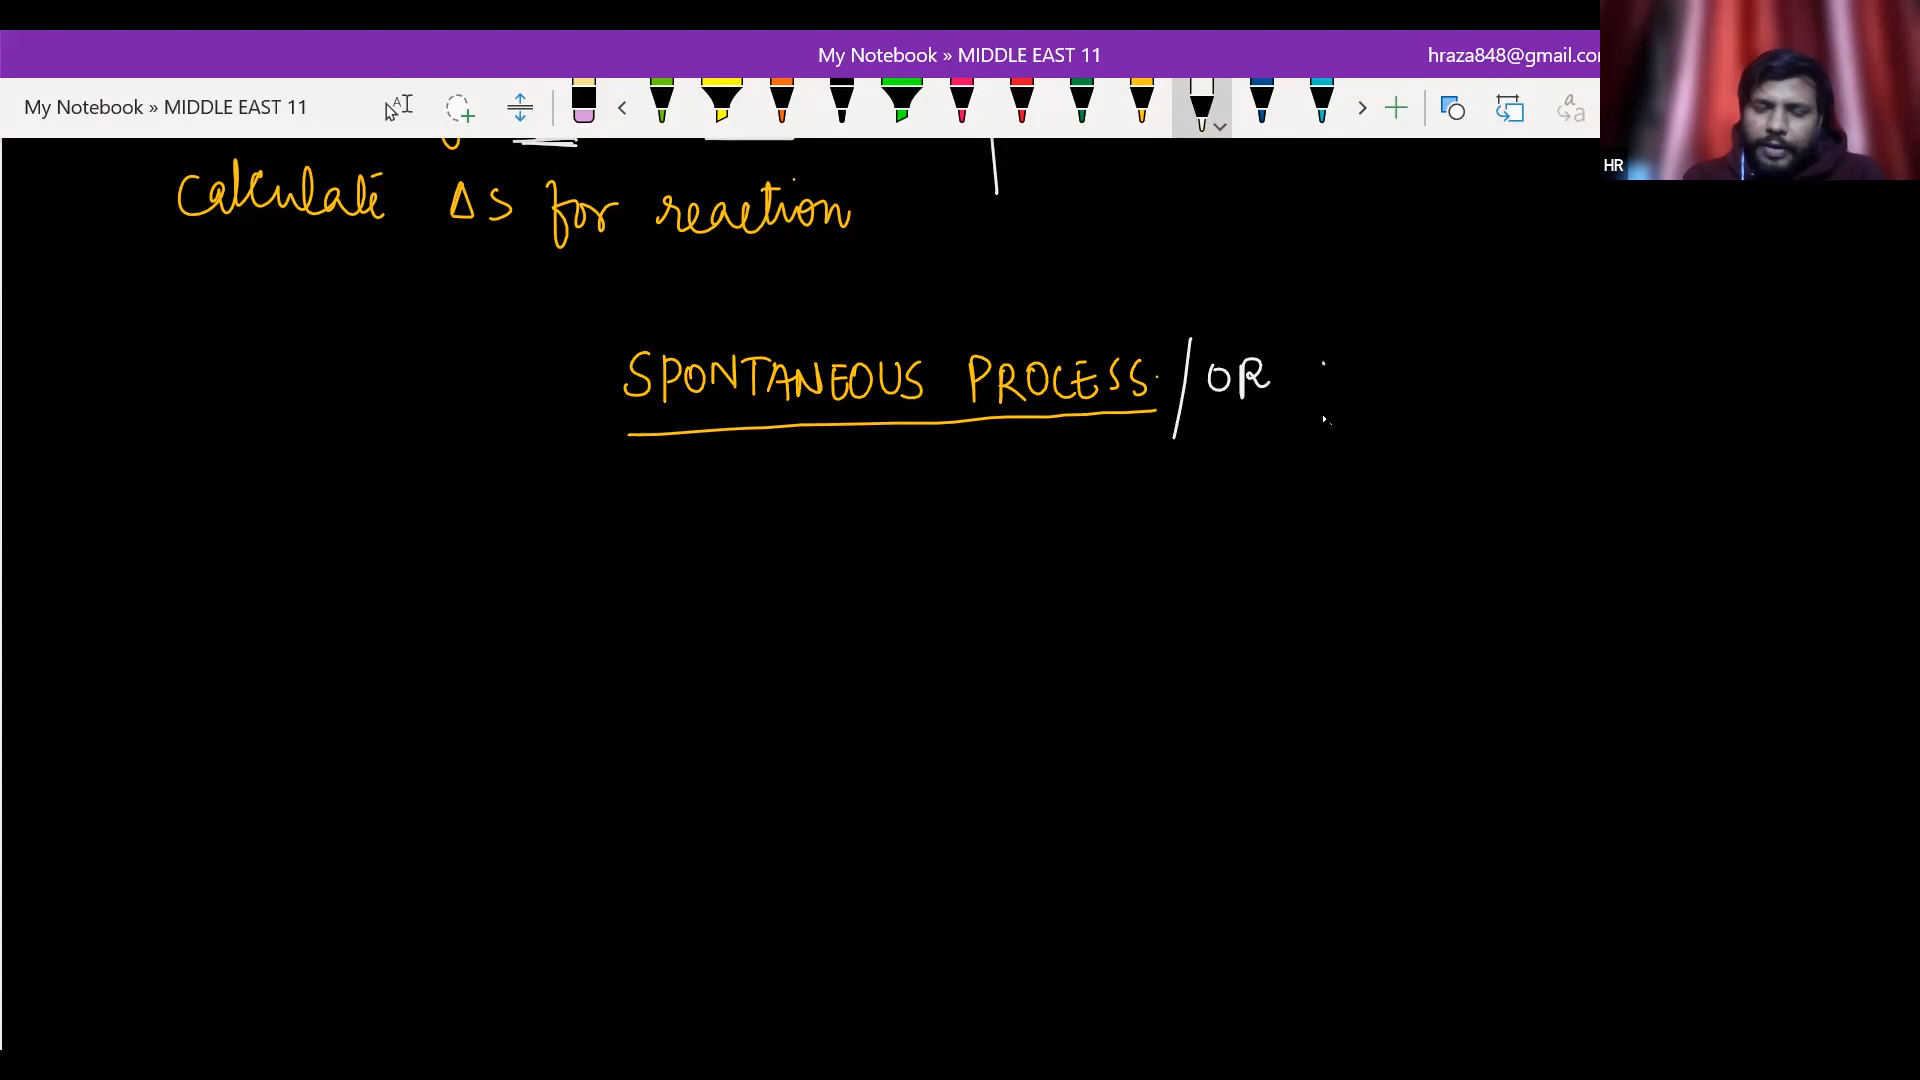 My Notebook » MIDDLE EAST 11
hraza848@gmail.co
My Notebook » MIDDLE EAST 11
HR
Calculate Δs for reaction
SPONTANEOUS PROCESS. / OR